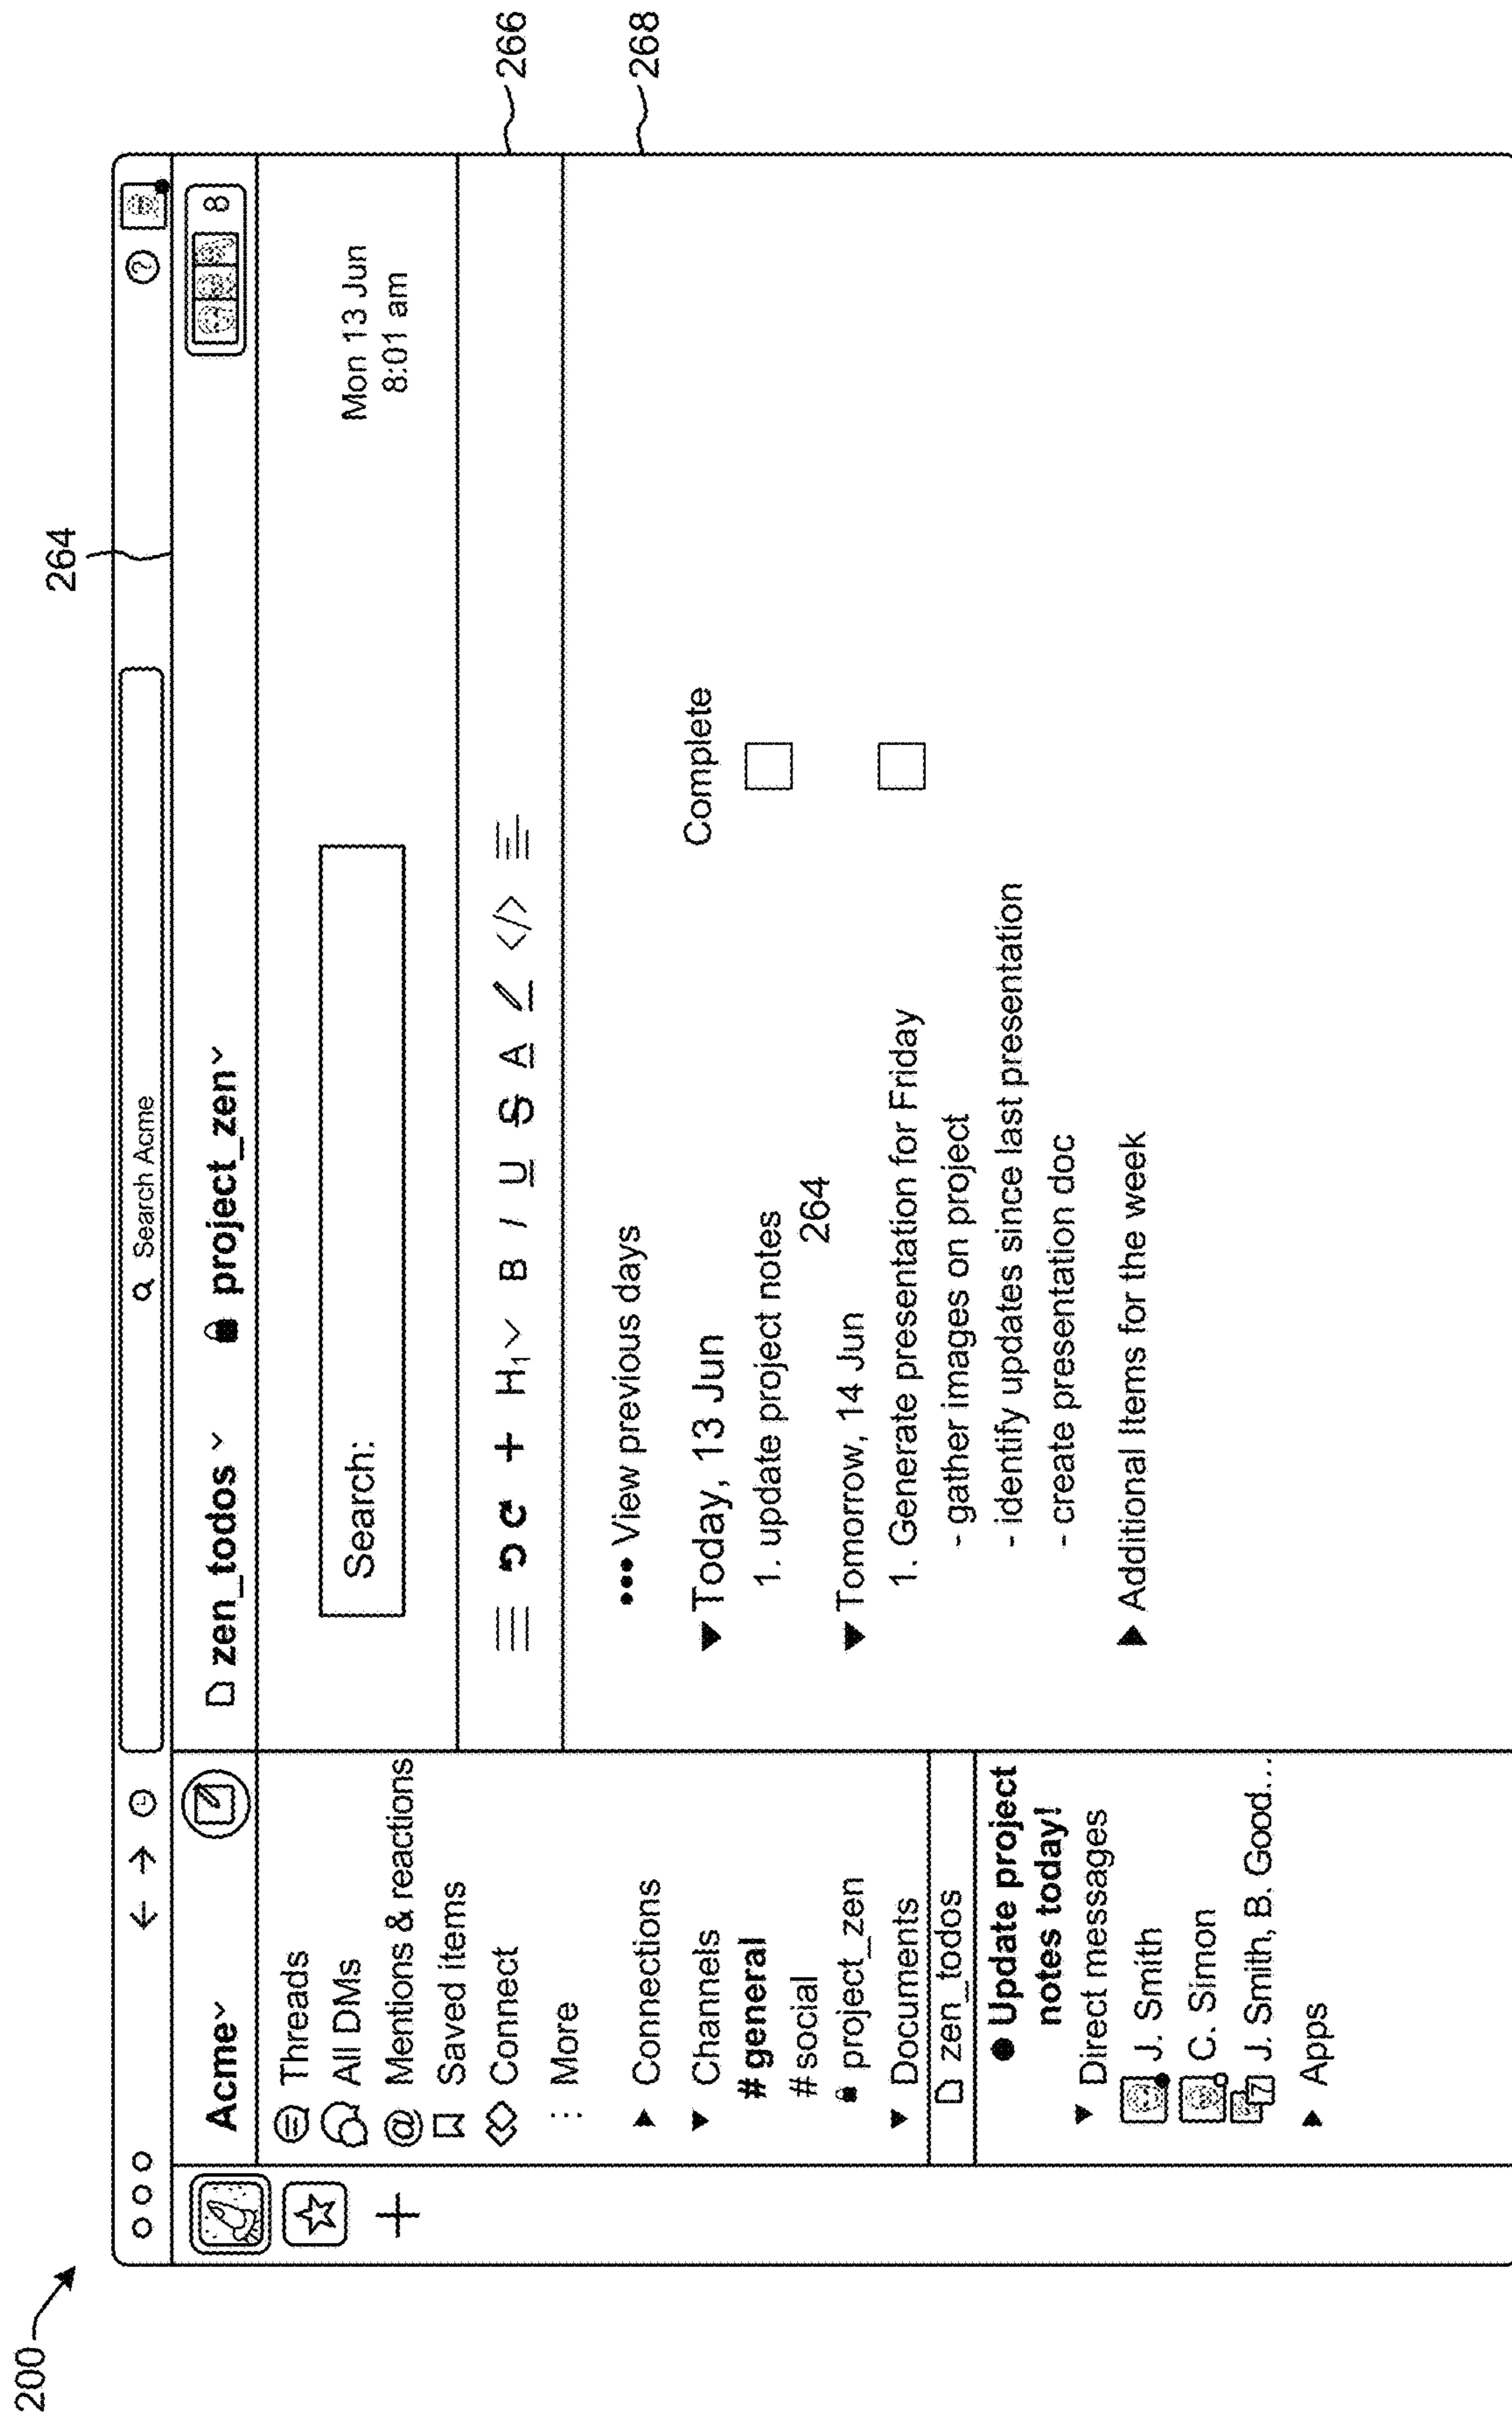 200
264
Search Acme
?
Acme
zen_todos project_zen
8
266
268
Threads
All DMs
@ Mentions & reactions
Saved items
Connect
More
Connections
Channels
# general
# social
project_zen
Documents
zen_todos
● Update project
notes today!
Direct messages
J. Smith
C. Simon
7 J. Smith, B. Good...
Apps
Search:
Mon 13 Jun
8:01 am
+ H1 B I U S A </>
••• View previous days
Complete
Today, 13 Jun
1. update project notes
264
Tomorrow, 14 Jun
1. Generate presentation for Friday
- gather images on project
- identify updates since last presentation
- create presentation doc
Additional Items for the week